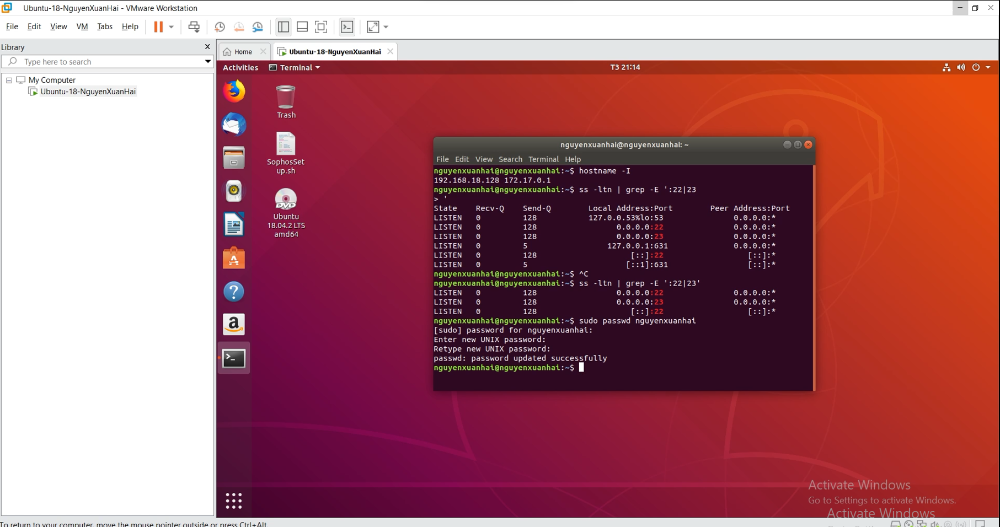 Ubuntu-18-NguyenXuanHai - VMware Workstation
File Edit View VM Tabs Help
Library
Type here to search
My Computer
Ubuntu-18-NguyenXuanHai
Home
Ubuntu-18-NguyenXuanHai
Activities Terminal T3 21:14
Trash
SophosSet
up.sh
DVD
Ubuntu
18.04.2 LTS
amd64
nguyenxuanhai@nguyenxuanhai: ~
File Edit View Search Terminal Help
nguyenxuanhai@nguyenxuanhai:~$ hostname -I
192.168.18.128 172.17.0.1
nguyenxuanhai@nguyenxuanhai:~$ ss -ltn | grep -E ':22|23
> '
State Recv-Q Send-Q Local Address:Port Peer Address:Port
LISTEN 0 128 127.0.0.53%lo:53 0.0.0.0:*
LISTEN 0 128 0.0.0.0:22 0.0.0.0:*
LISTEN 0 128 0.0.0.0:23 0.0.0.0:*
LISTEN 0 5 127.0.0.1:631 0.0.0.0:*
LISTEN 0 128 [::]:22 [::]:*
LISTEN 0 5 [::1]:631 [::]:*
nguyenxuanhai@nguyenxuanhai:~$ ^C
nguyenxuanhai@nguyenxuanhai:~$ ss -ltn | grep -E ':22|23'
LISTEN 0 128 0.0.0.0:22 0.0.0.0:*
LISTEN 0 128 0.0.0.0:23 0.0.0.0:*
LISTEN 0 128 [::]:22 [::]:*
nguyenxuanhai@nguyenxuanhai:~$ sudo passwd nguyenxuanhai
[sudo] password for nguyenxuanhai:
Enter new UNIX password:
Retype new UNIX password:
passwd: password updated successfully
nguyenxuanhai@nguyenxuanhai:~$
Activate Windows
Go to Settings to activate Windows.
Activate Windows
To return to your computer, move the mouse pointer outside or press Ctrl+Alt.